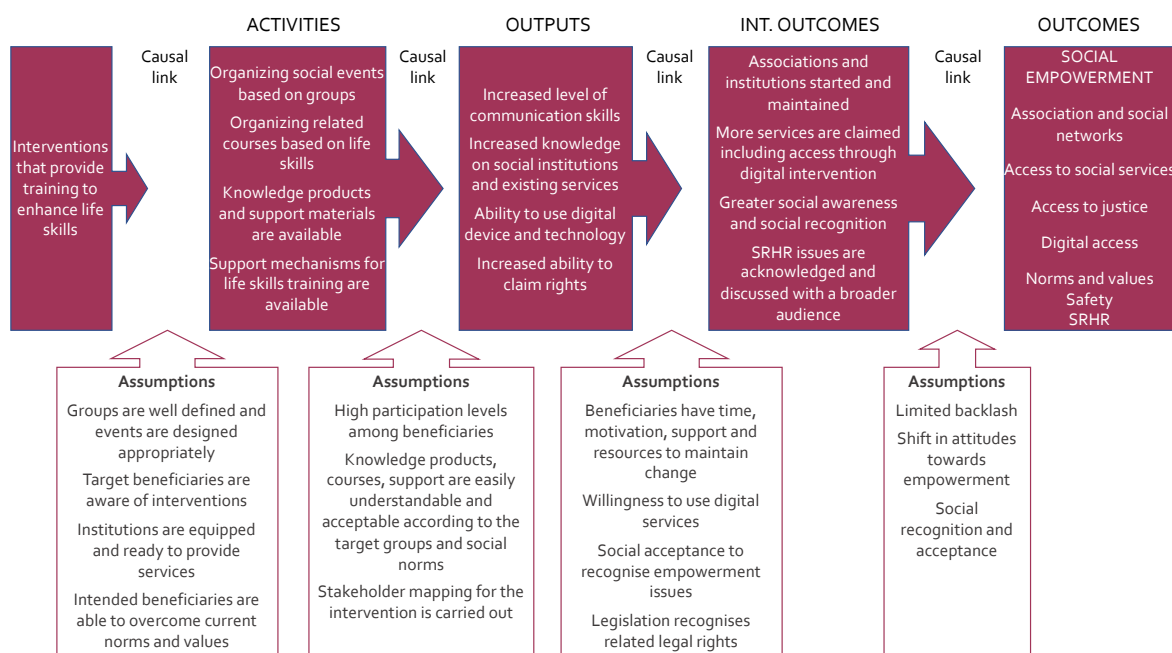 ACTIVITIES
OUTPUTS
INT. OUTCOMES
OUTCOMES
Interventions
that provide
training to
enhance life
skills
Causal
link
Organizing social events
based on groups
Organizing related
courses based on life
skills
Knowledge products
and support materials
are available
Support mechanisms for
life skills training are
available
Causal
link
Increased level of
communication skills
Increased knowledge
on social institutions
and existing services
Ability to use digital
device and technology
Increased ability to
claim rights
Causal
link
Associations and
institutions started and
maintained
More services are claimed
including access through
digital intervention
Greater social awareness
and social recognition
SRHR issues are
acknowledged and
discussed with a broader
audience
Causal
link
SOCIAL
EMPOWERMENT
Association and social
networks
Access to social services
Access to justice
Digital access
Norms and values
Safety
SRHR
Assumptions
Groups are well defined and
events are designed
appropriately
Target beneficiaries are
aware of interventions
Institutions are equipped
and ready to provide
services
Intended beneficiaries are
able to overcome current
norms and values
Assumptions
High participation levels
among beneficiaries
Knowledge products,
courses, support are easily
understandable and
acceptable according to the
target groups and social
norms
Stakeholder mapping for the
intervention is carried out
Assumptions
Beneficiaries have time,
motivation, support and
resources to maintain
change
Willingness to use digital
services
Social acceptance to
recognise empowerment
issues
Legislation recognises
related legal rights
Assumptions
Limited backlash
Shift in attitudes
towards
empowerment
Social
recognition and
acceptance